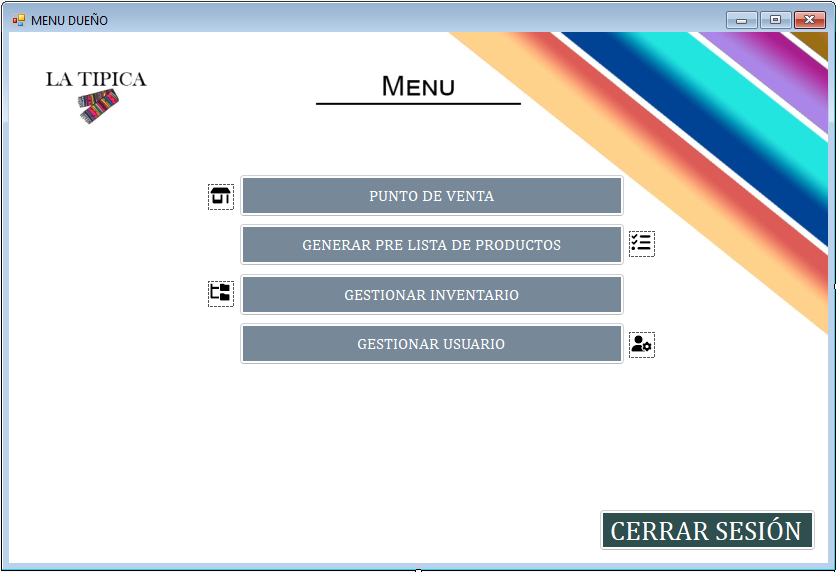 MENU DUEÑO
LA TIPICA
MENU
PUNTO DE VENTA
GENERAR PRE LISTA DE PRODUCTOS
GESTIONAR INVENTARIO
GESTIONAR USUARIO
CERRAR SESIÓN